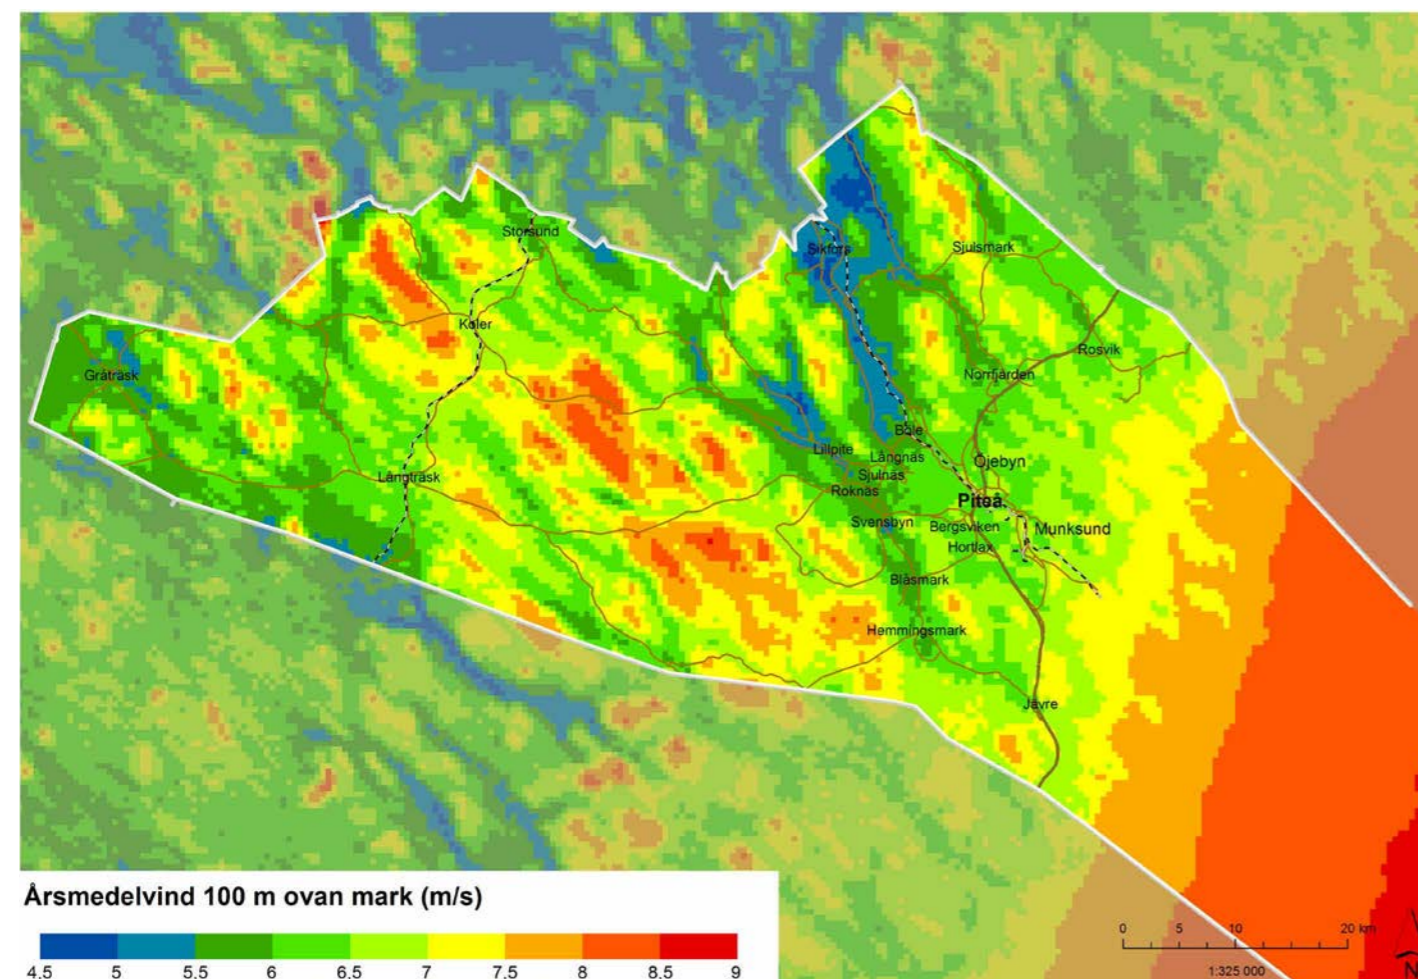 Storsund
Sikfors
Sjulsmark
Koler
Rosvik
Gråträsk
Norrfjärden
Böle
Lillpite
Långnäs
Öjebyn
Långträsk
Sjulnäs
Roknäs
Piteå
Svensbyn
Bergsviken
Munksund
Hortlax
Blåsmark
Hemmingsmark
Jävre
Årsmedelvind 100 m ovan mark (m/s)
4.5 5 5.5 6 6.5 7 7.5 8 8.5 9
0 5 10 20 km
1:325 000
N